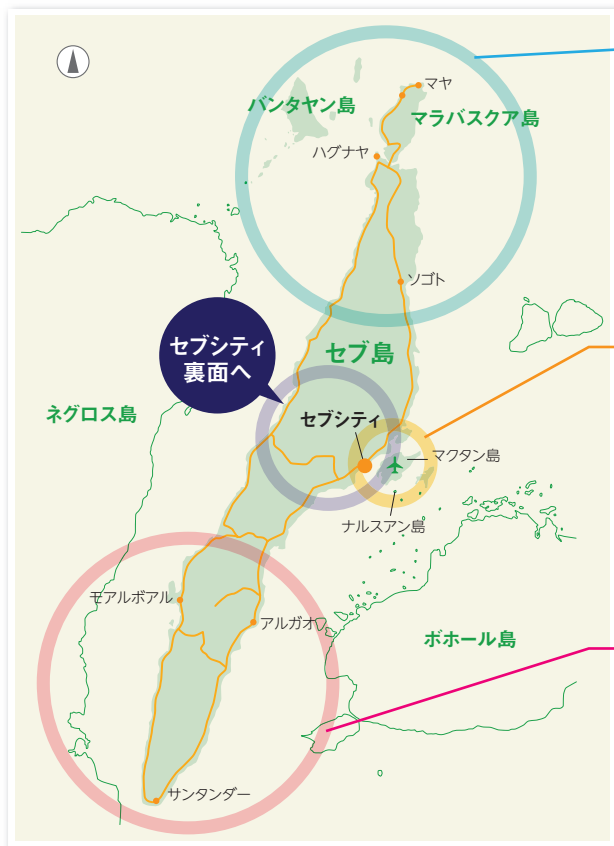 マヤ
バンタヤン島
マラバスクア島
ハグナヤ
ソゴト
セブシティ
裏面へ
セブ島
ネグロス島
セブシティ
マクタン島
ナルスアン島
モアルボアル
アルガオ
ボホール島
サンタンダー